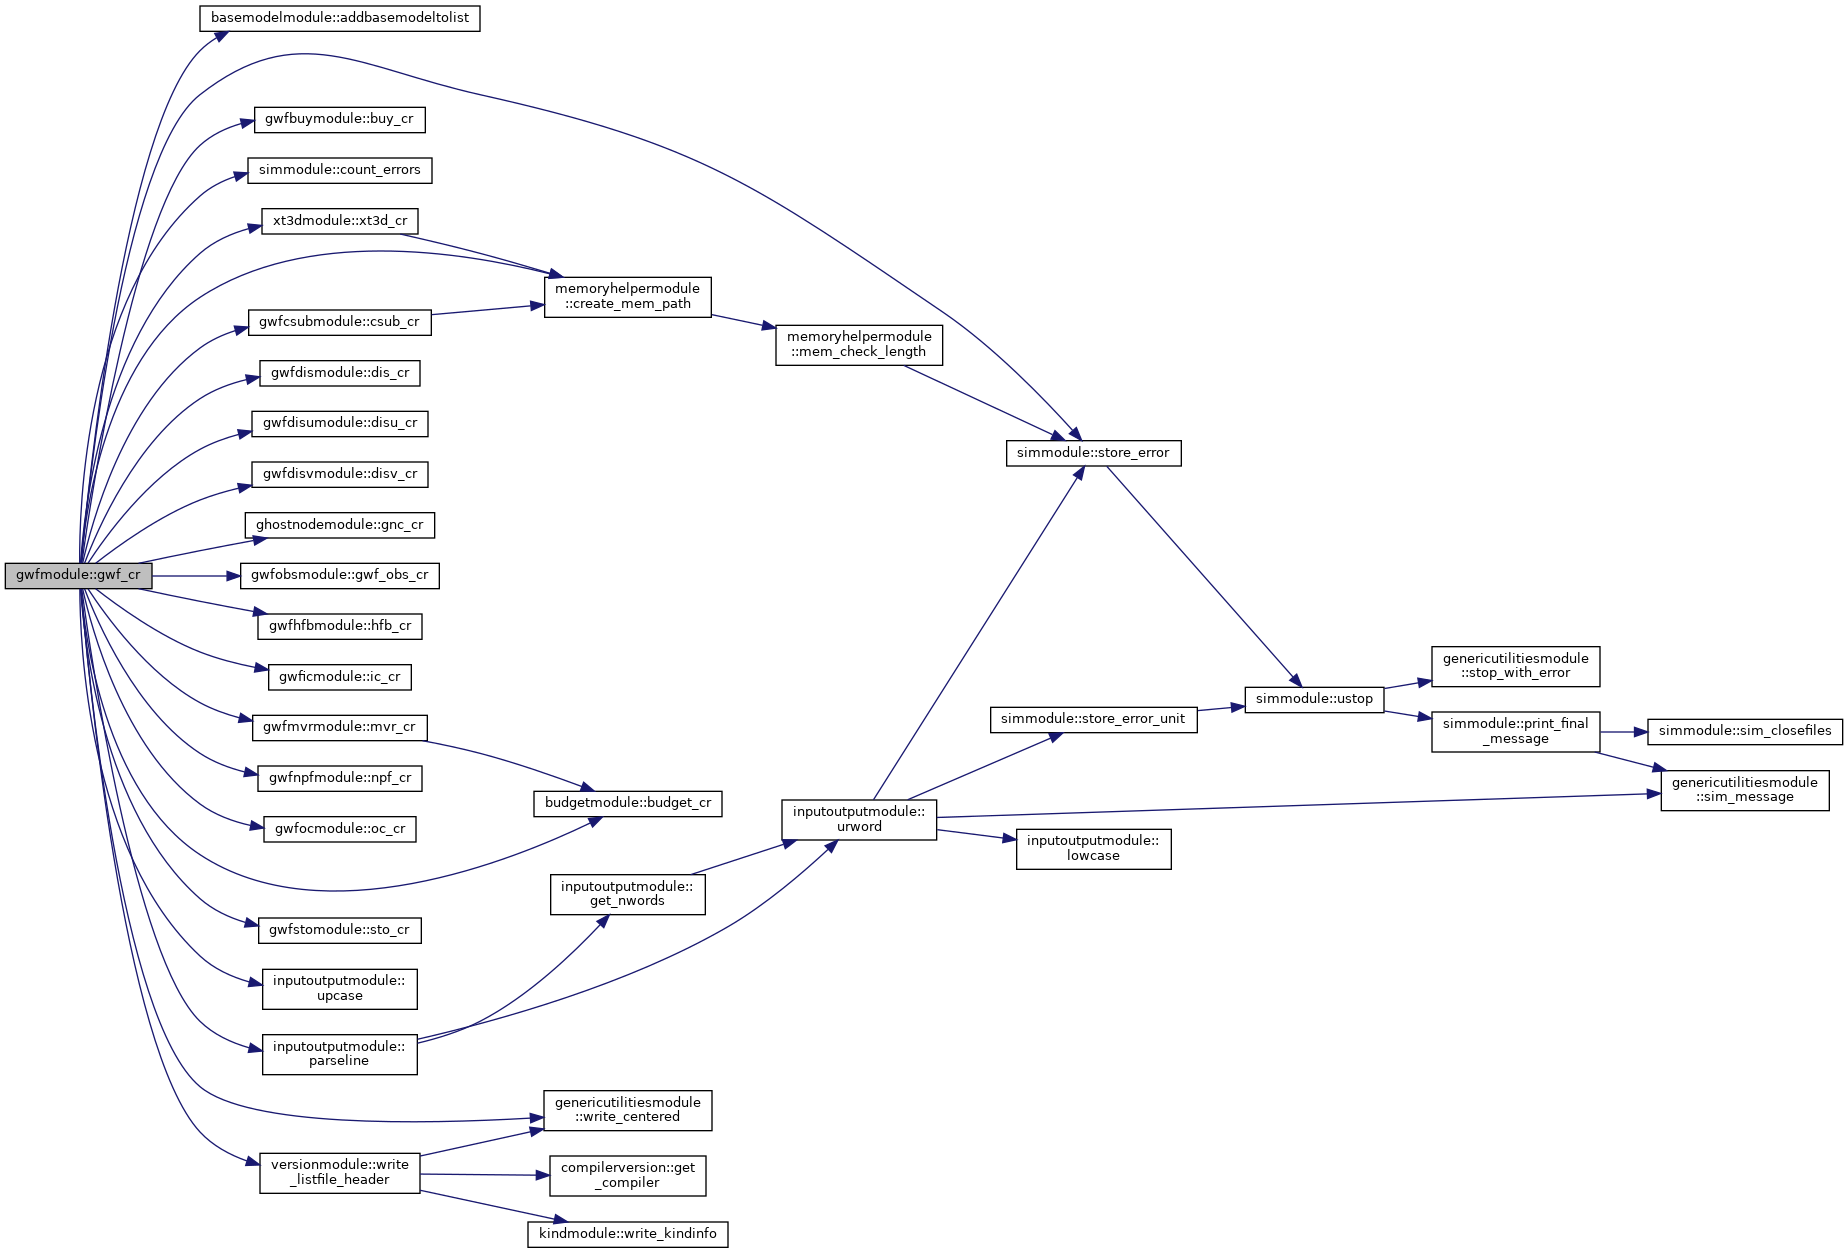 basemodelmodule::addbasemodeltolist
gwfbuymodule::buy_cr
simmodule::count_errors
xt3dmodule::xt3d_cr
memoryhelpermodule
::create_mem_path
gwfcsubmodule::csub_cr
memoryhelpermodule
::mem_check_length
gwfdismodule::dis_cr
gwfdisumodule::disu_cr
simmodule::store_error
gwfdisvmodule::disv_cr
ghostnodemodule::gnc_cr
gwfmodule::gwf_cr
gwfobsmodule::gwf_obs_cr
gwfhfbmodule::hfb_cr
gwficmodule::ic_cr
genericutilitiesmodule
::stop_with_error
simmodule::ustop
gwfmvrmodule::mvr_cr
simmodule::store_error_unit
simmodule::print_final
_message
simmodule::sim_closefiles
gwfnpfmodule::npf_cr
genericutilitiesmodule
::sim_message
budgetmodule::budget_cr
inputoutputmodule::
urword
gwfocmodule::oc_cr
inputoutputmodule::
lowcase
inputoutputmodule::
get_nwords
gwfstomodule::sto_cr
inputoutputmodule::
upcase
inputoutputmodule::
parseline
genericutilitiesmodule
::write_centered
versionmodule::write
_listfile_header
compilerversion::get
_compiler
kindmodule::write_kindinfo